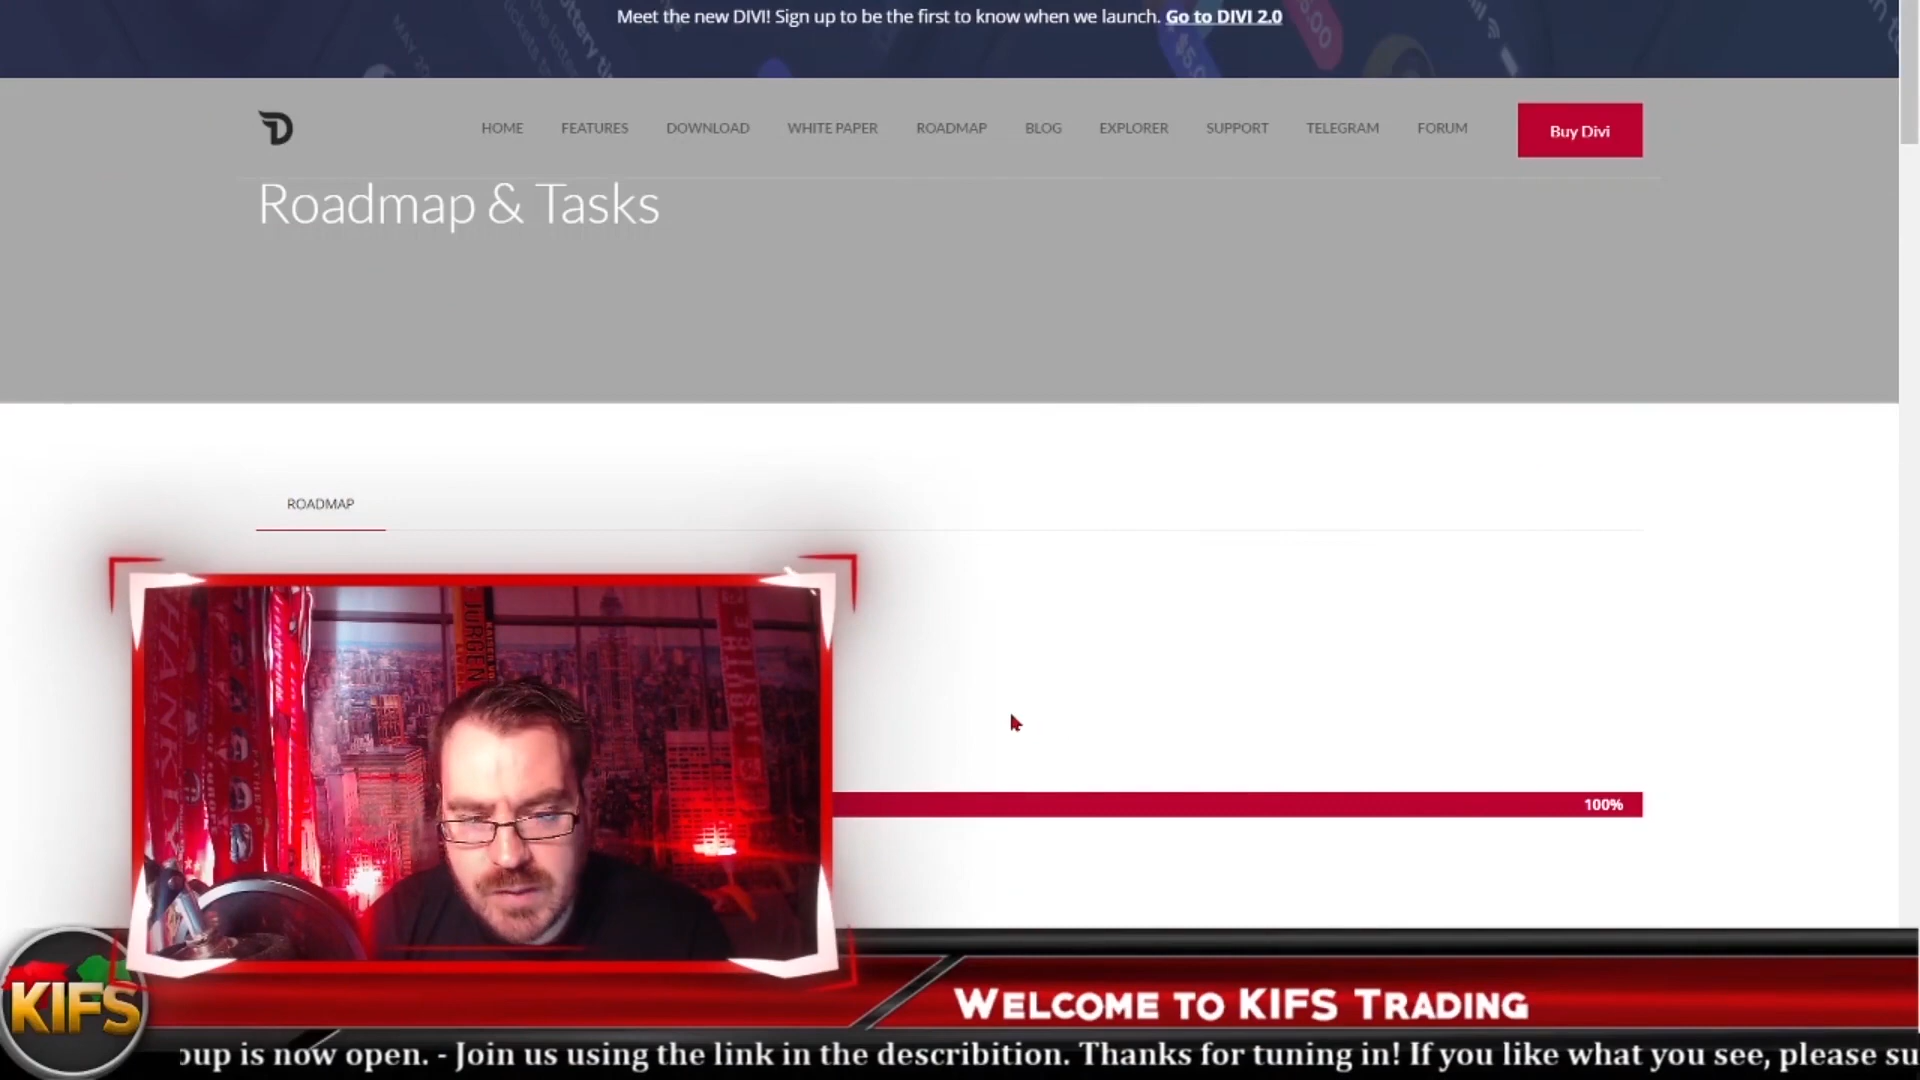 Meet the new DIVI! Sign up to be the first to know when we launch. Go to DIVI 2.0
HOME FEATURES DOWNLOAD WHITE PAPER ROADMAP BLOG EXPLORER SUPPORT TELEGRAM FORUM Buy Divi
Roadmap & Tasks
ROADMAP
JÜRGEN
100%
KIFS
WELCOME TO KIFS TRADING
oup is now open. - Join us using the link in the describition. Thanks for tuning in! If you like what you see, please su